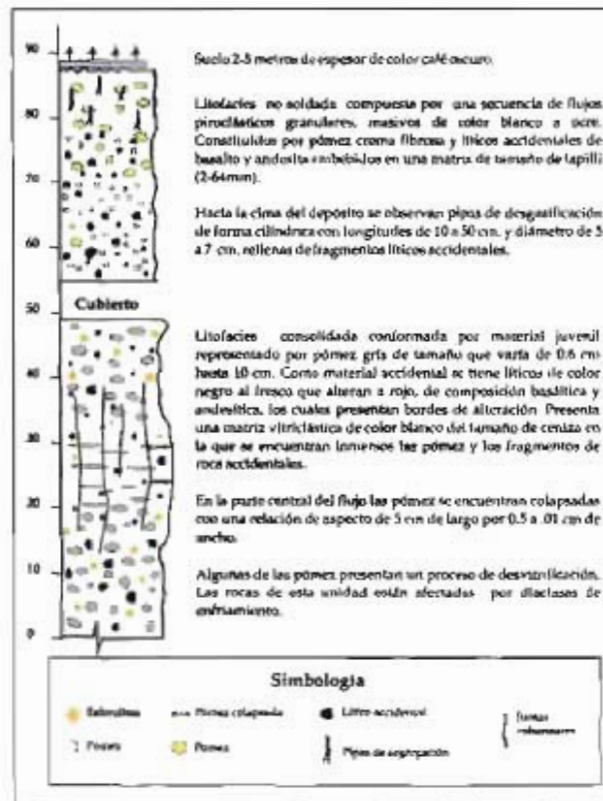 90
Suelo 2-5 metros de espesor de color café oscuro.
80
Litofacies no soldada compuesta por una secuencia de flujos
piroclásticos granulares, masivos de color blanco a ocre.
Constituidos por pómez crema fibrosa y líticos accidentales de
basalto y andesita embebidos en una matriz de tamaño de lapilli
(2-64mm).
70
Hacia la cima del depósito se observan pipas de desgasificación
de forma cilíndrica con longitudes de 10 a 50 cm. y diámetro de 5
a 7 cm. rellenas de fragmentos líticos accidentales.
60
50
Cubierto
Litofacies consolidada conformada por material juvenil
representado por pómez gris de tamaño que varía de 0.6 cm
hasta 10 cm. Como material accidental se tiene líticos de color
negro al fresco que alteran a rojo, de composición basáltica y
andesítica, los cuales presentan bordes de alteración. Presenta
una matriz vitriclástica de color blanco del tamaño de ceniza en
la que se encuentran inmersos las pómez y los fragmentos de
roca accidentales.
40
30
En la parte central del flujo las pómez se encuentran colapsadas
con una relación de aspecto de 5 cm de largo por 0.5 a .01 cm de
ancho.
20
Algunas de las pómez presentan un proceso de desvitrificación.
Las rocas de esta unidad están afectadas por diaclasas de
enfriamiento.
10
0
Simbología
Pómez colapsada
Lítico accidental
Juntas
columnares
Pómez
Pómez
Pipas de segregación